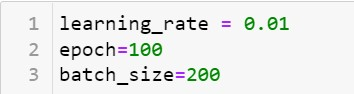 1 learning_rate = 0.01
2 epoch=100
3 batch_size=200